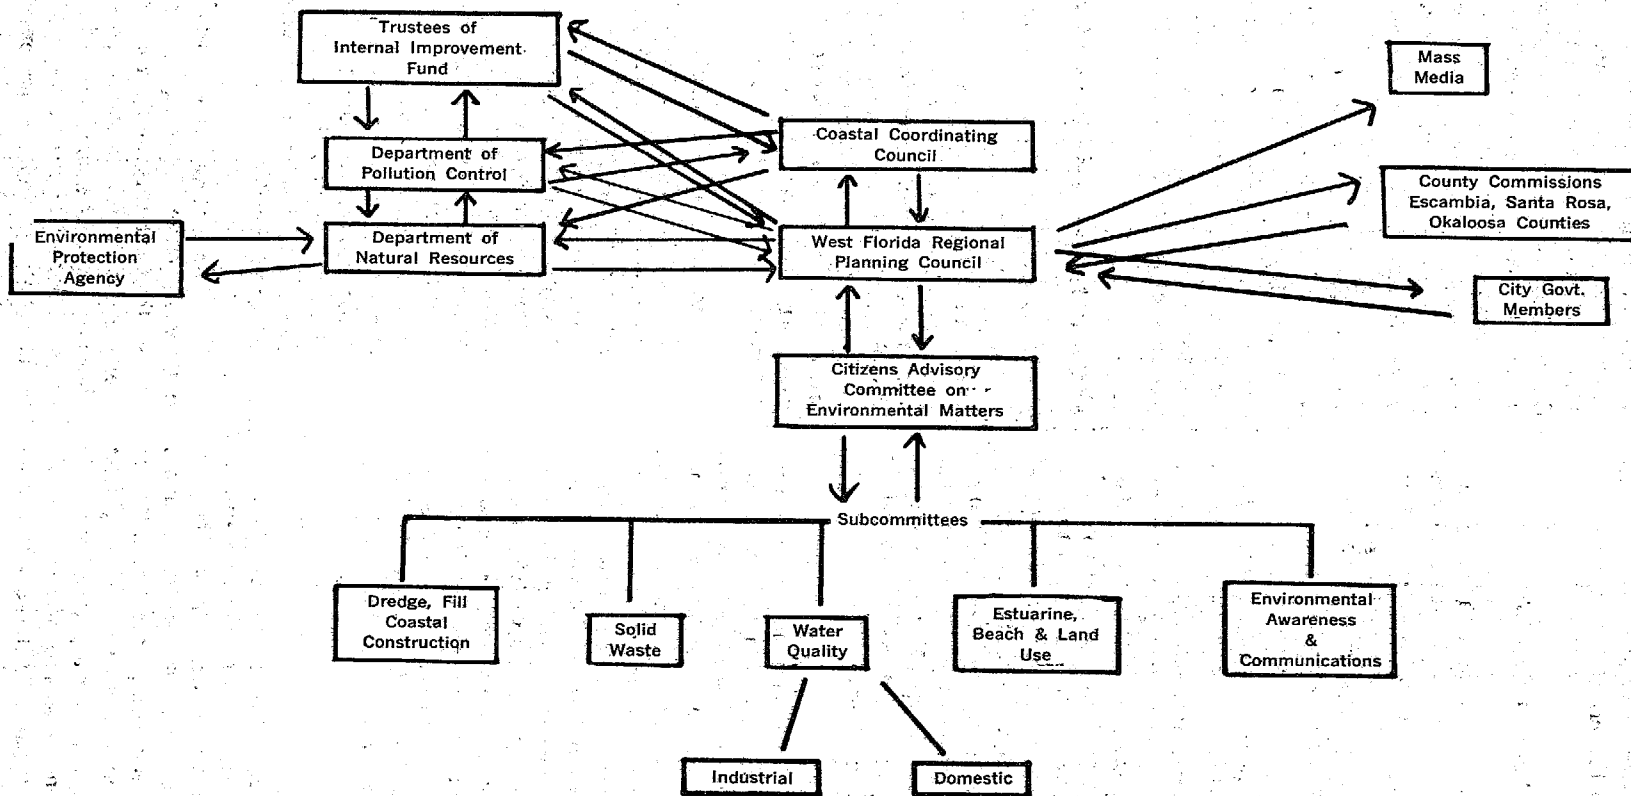 Trustees of
Internal Improvement
Fund
Mass
Media
Coastal Coordinating
Council
Department of
Pollution Control
County Commissions
Escambia, Santa Rosa,
Okaloosa Counties
Environmental
Protection
Agency
Department of
Natural Resources
West Florida Regional
Planning Council
City Govt.
Members
Citizens Advisory
Committee on
Environmental Matters
Subcommittees
Dredge, Fill
Coastal
Construction
Solid
Waste
Water
Quality
Estuarine,
Beach & Land
Use
Environmental
Awareness
&
Communications
Industrial
Domestic